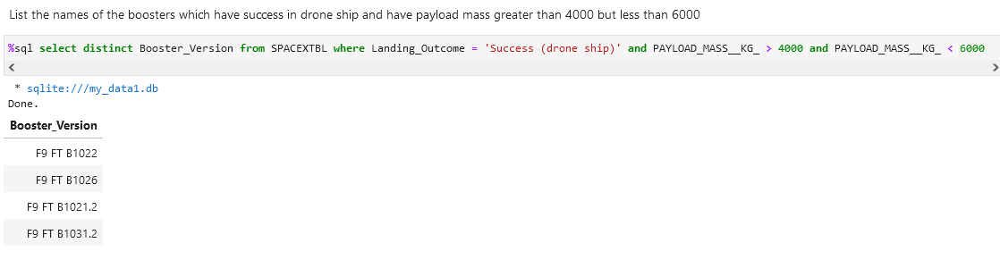 List the names of the boosters which have success in drone ship and have payload mass greater than 4000 but less than 6000
%sql select distinct Booster_Version from SPACEXTBL where Landing_Outcome = 'Success (drone ship)' and PAYLOAD_MASS__KG_ > 4000 and PAYLOAD_MASS__KG_ < 6000
* sqlite:///my_data1.db
Done.
Booster_Version
F9 FT B1022
F9 FT B1026
F9 FT B1021.2
F9 FT B1031.2